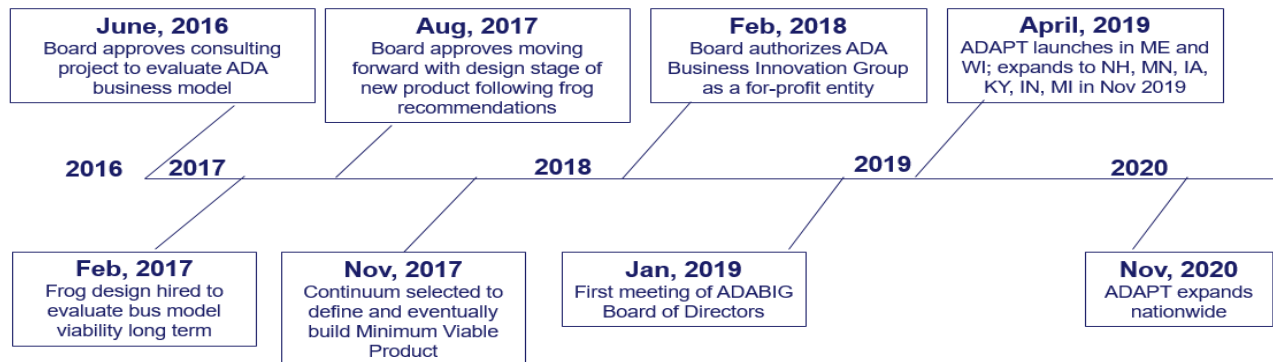 June, 2016
Board approves consulting
project to evaluate ADA
business model
Aug, 2017
Board approves moving
forward with design stage of
new product following frog
recommendations
Feb, 2018
Board authorizes ADA
Business Innovation Group
as a for-profit entity
April, 2019
ADAPT launches in ME and
WI; expands to NH, MN, IA,
KY, IN, MI in Nov 2019
2016
2017
2018
2019
2020
Feb, 2017
Frog design hired to
evaluate bus model
viability long term
Nov, 2017
Continuum selected to
define and eventually
build Minimum Viable
Product
Jan, 2019
First meeting of ADABIG
Board of Directors
Nov, 2020
ADAPT expands
nationwide